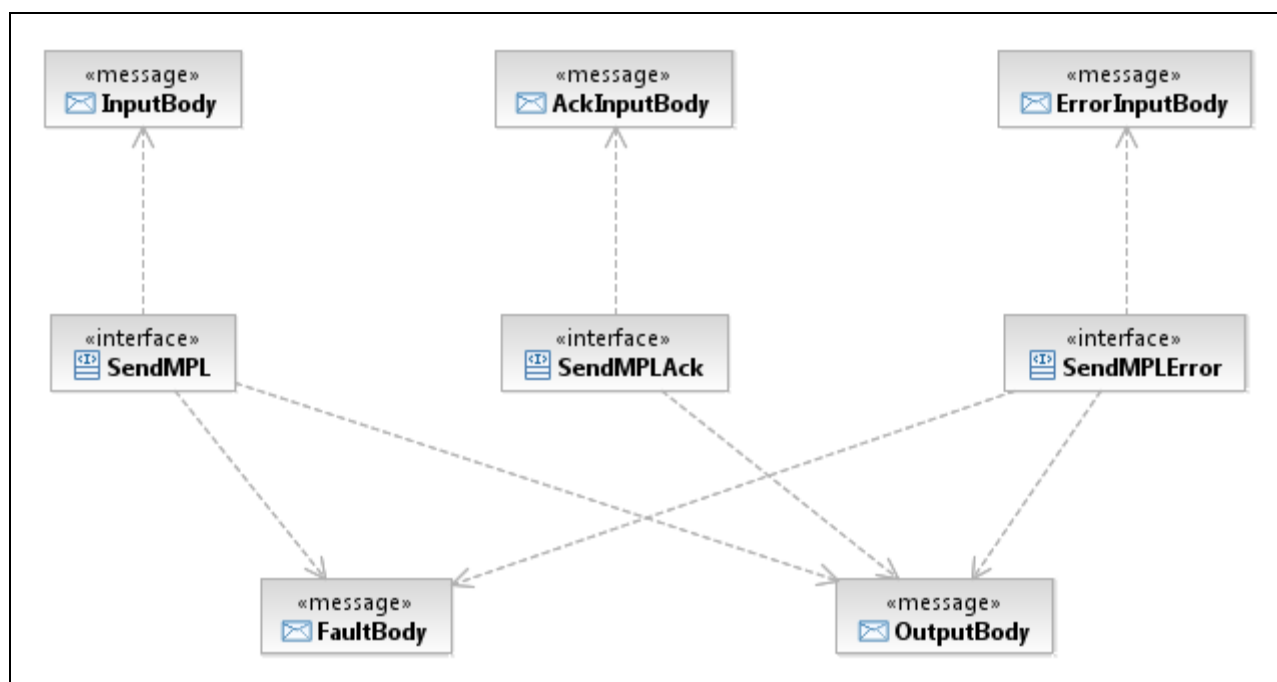 «message»
InputBody
«message»
AckInputBody
«message»
ErrorInputBody
«interface»
SendMPL
«interface»
SendMPLAck
«interface»
SendMPLError
«message»
FaultBody
«message»
OutputBody